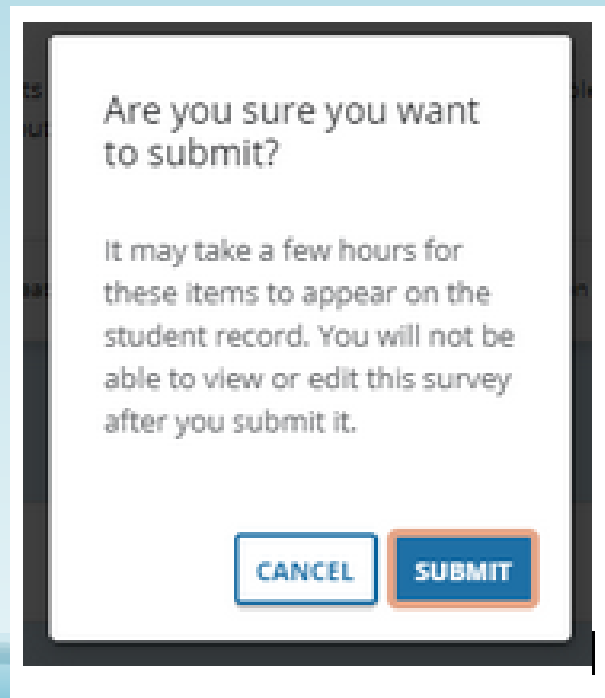 Are you sure you want
to submit?
It may take a few hours for
these items to appear on the
student record. You will not be
able to view or edit this survey
after you submit it.
CANCEL SUBMIT